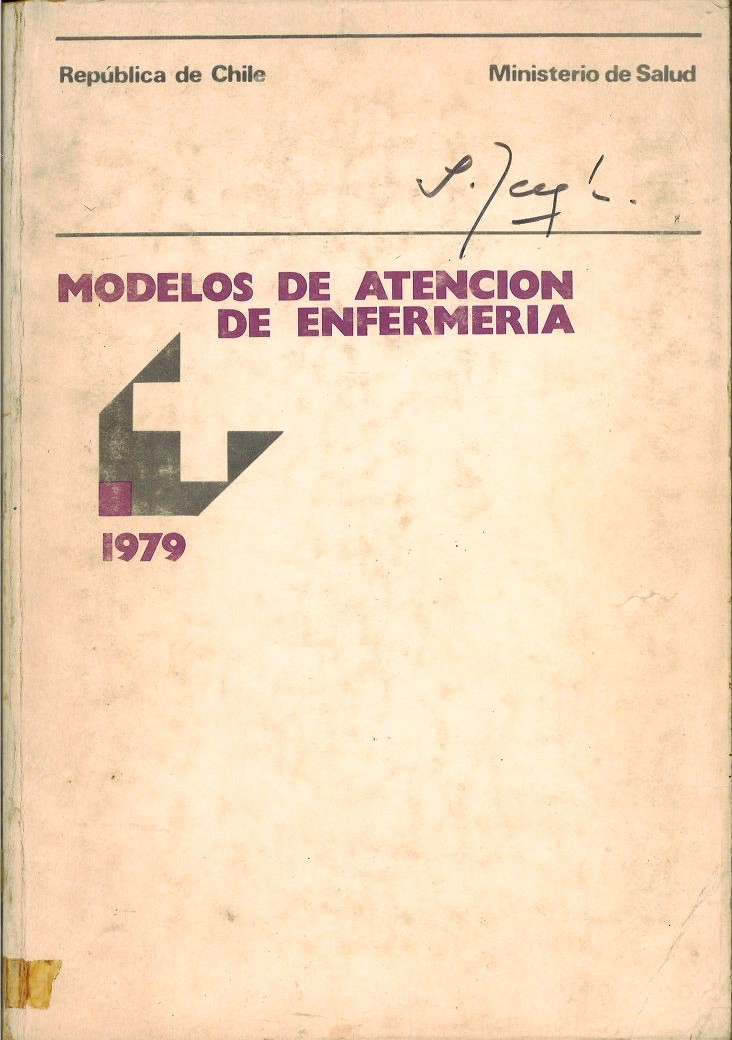 República de Chile
Ministerio de Salud
MODELOS DE ATENCION
DE ENFERMERIA
1979